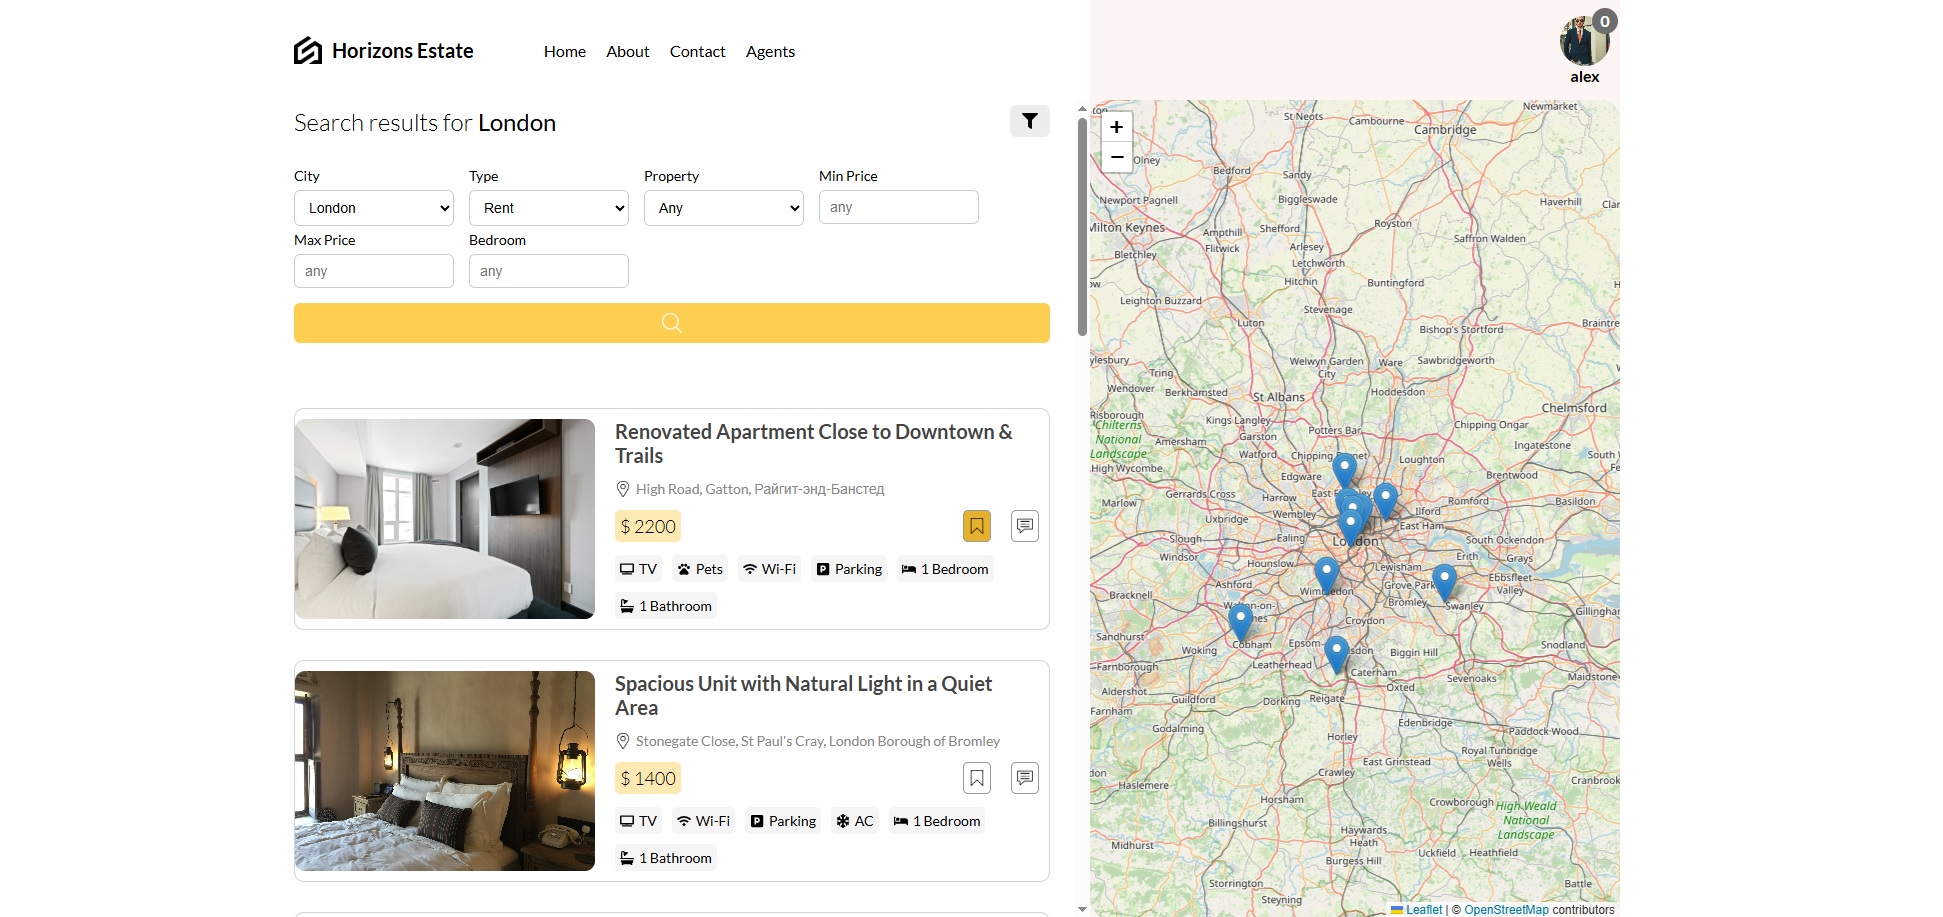 Horizons Estate
Home
About
Contact
Agents
0
alex
Search results for London
City
Type
Property
Min Price
London
Rent
Any
any
Max Price
Bedroom
any
any
Renovated Apartment Close to Downtown &
Trails
High Road, Gatton, Райгит-энд-Банстед
$ 2200
TV
Pets
Wi-Fi
Parking
1 Bedroom
1 Bathroom
Spacious Unit with Natural Light in a Quiet
Area
Stonegate Close, St Paul's Cray, London Borough of Bromley
$ 1400
TV
Wi-Fi
Parking
AC
1 Bedroom
1 Bathroom
+
−
Newmarket
St Neots
Cambourne
Cambridge
Olney
Bedford
Sandy
Biggleswade
Haverhill
Newport Pagnell
Milton Keynes
Ampthill
Shefford
Royston
Saffron Walden
Flitwick
Arlesey
Bletchley
Letchworth
Hitchin
Buntingford
Leighton Buzzard
Stevenage
Luton
Bishop's Stortford
Braintre
Welwyn Garden
City
Ware
Sawbridgeworth
Tring
Wendover
Berkhamsted
Hoddesdon
St Albans
Chelmsford
Risborough
Chilterns
National
Landscape
Kings Langley
Garston
Potters Bar
Chipping Ongar
Amersham
Watford
Ingatestone
High Wycombe
Loughton
Edgware
Brentwood
Marlow
Gerrards Cross
Harrow
Romford
Basildon
Uxbridge
Wembley
Ilford
East Ham
Slough
Ealing
London
South Ockendon
Windsor
Erith
Grays
Hounslow
Lewisham
Ashford
Ebbsfleet
Valley
Bracknell
Wimbledon
Bromley
Swanley
Gillingham
Croydon
Sandhurst
Cobham
Epsom
Woking
Biggin Hill
Snodland
Farnborough
Leatherhead
Caterham
Maidstone
Aldershot
Guildford
Dorking
Reigate
Oxted
Sevenoaks
Farnham
Edenbridge
Godalming
Horley
Paddock Wood
Royal Tunbridge
Wells
East Grinstead
Haslemere
Crawley
Cranbrook
Horsham
Crowborough
High Weald
National
Landscape
Billingshurst
Haywards
Heath
Midhurst
Uckfield
Heathfield
Burgess Hill
Storrington
Battle
Steyning
Leaflet | © OpenStreetMap contributors